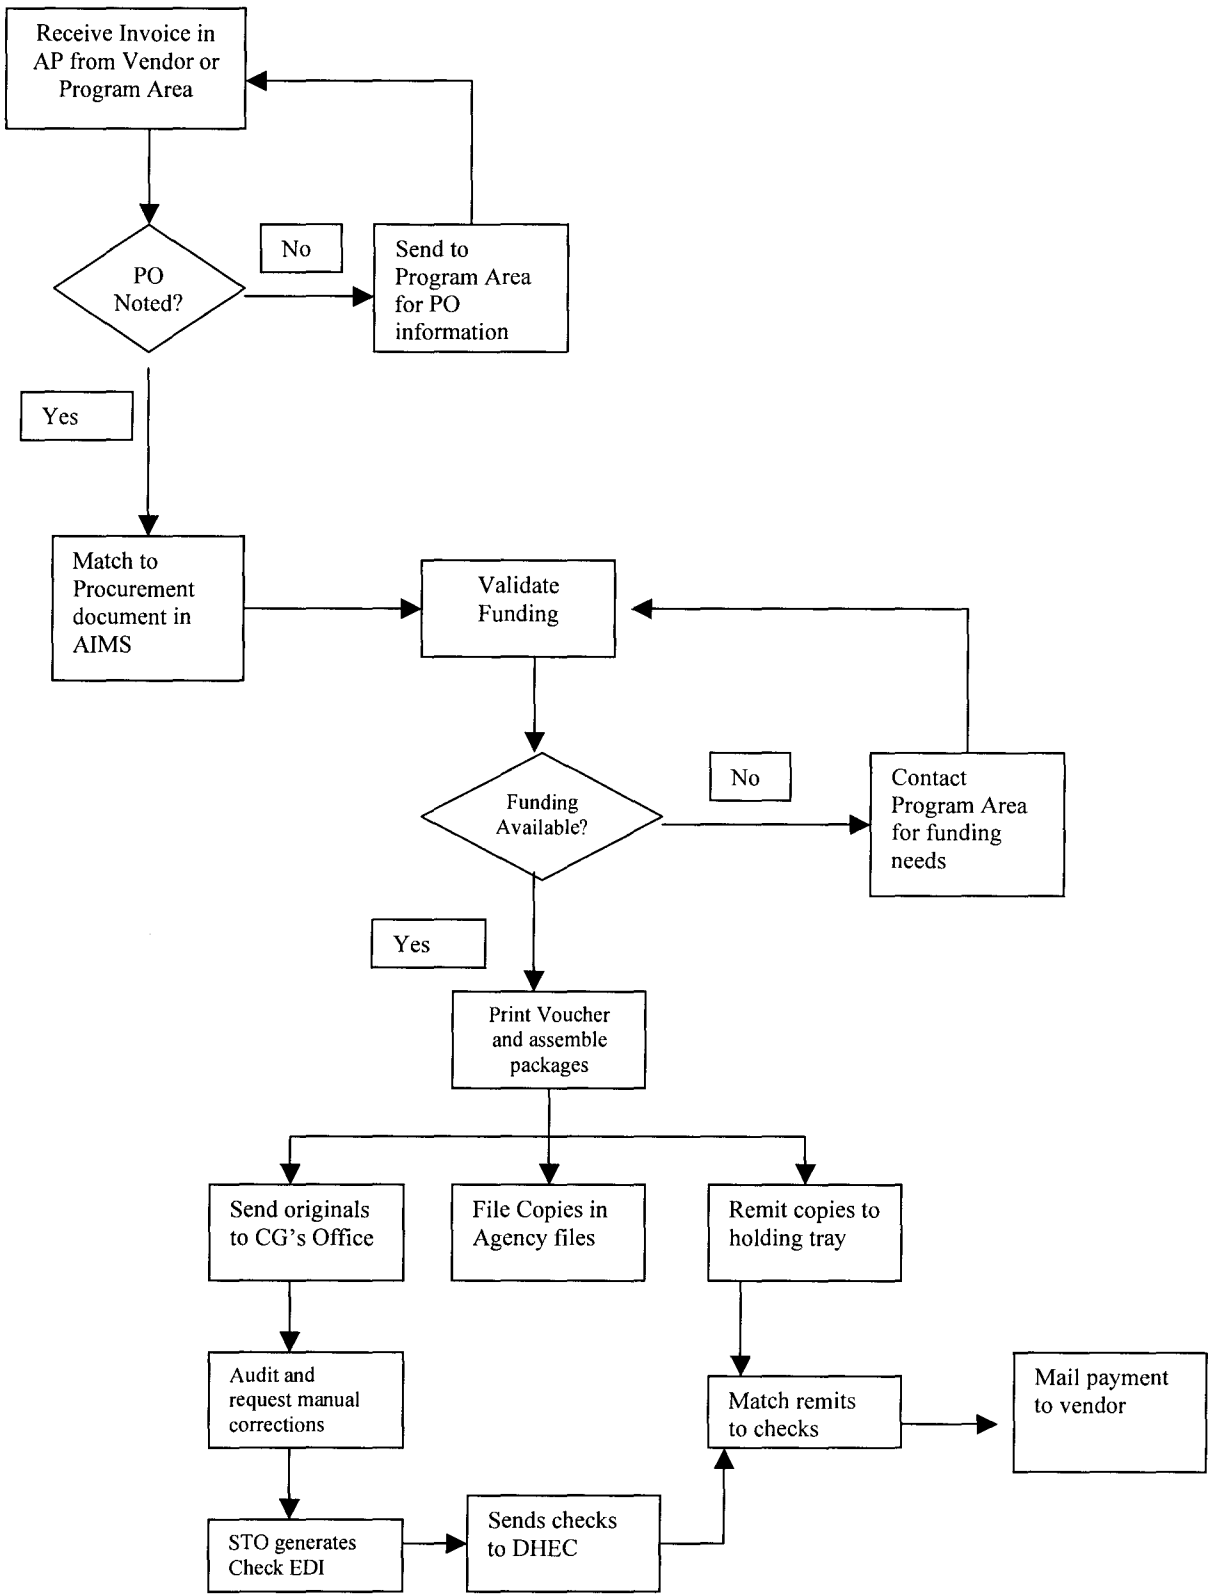 Receive Invoice in
AP from Vendor or
Program Area
PO
Noted?
No
Send to
Program Area
for PO
information
Yes
Match to
Procurement
document in
AIMS
Validate
Funding
Funding
Available?
No
Contact
Program Area
for funding
needs
Yes
Print Voucher
and assemble
packages
Send originals
to CG's Office
File Copies in
Agency files
Remit copies to
holding tray
Audit and
request manual
corrections
Match remits
to checks
Mail payment
to vendor
STO generates
Check EDI
Sends checks
to DHEC